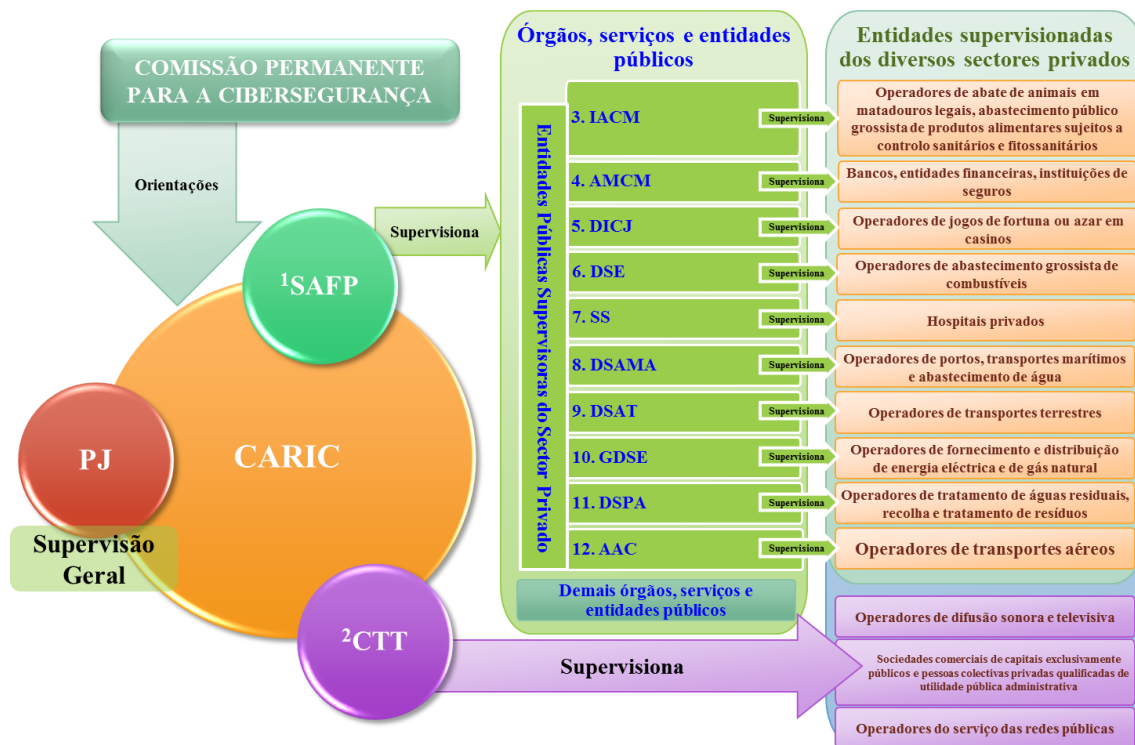 COMISSÃO PERMANENTE
PARA A CIBERSEGURANÇA
Orientações
¹SAFP
Supervisiona
CARIC
PJ
Supervisão
Geral
²CTT
Supervisiona
Órgãos, serviços e entidades
públicos
Entidades Públicas Supervisoras do Sector Privado
Entidades supervisionadas
dos diversos sectores privados
3. IACM
Supervisiona
Operadores de abate de animais em
matadouros legais, abastecimento público
grossista de produtos alimentares sujeitos a
controlo sanitários e fitossanitários
4. AMCM
Supervisiona
Bancos, entidades financeiras, instituições de
seguros
5. DICJ
Supervisiona
Operadores de jogos de fortuna ou azar em
casinos
6. DSE
Supervisiona
Operadores de abastecimento grossista de
combustíveis
7. SS
Supervisiona
Hospitais privados
8. DSAMA
Supervisiona
Operadores de portos, transportes marítimos
e abastecimento de água
9. DSAT
Supervisiona
Operadores de transportes terrestres
10. GDSE
Supervisiona
Operadores de fornecimento e distribuição
de energia eléctrica e de gás natural
11. DSPA
Supervisiona
Operadores de tratamento de águas residuais,
recolha e tratamento de resíduos
12. AAC
Supervisiona
Operadores de transportes aéreos
Demais órgãos, serviços e
entidades públicos
Operadores de difusão sonora e televisiva
Sociedades comerciais de capitais exclusivamente
públicos e pessoas colectivas privadas qualificadas de
utilidade pública administrativa
Operadores do serviço das redes públicas